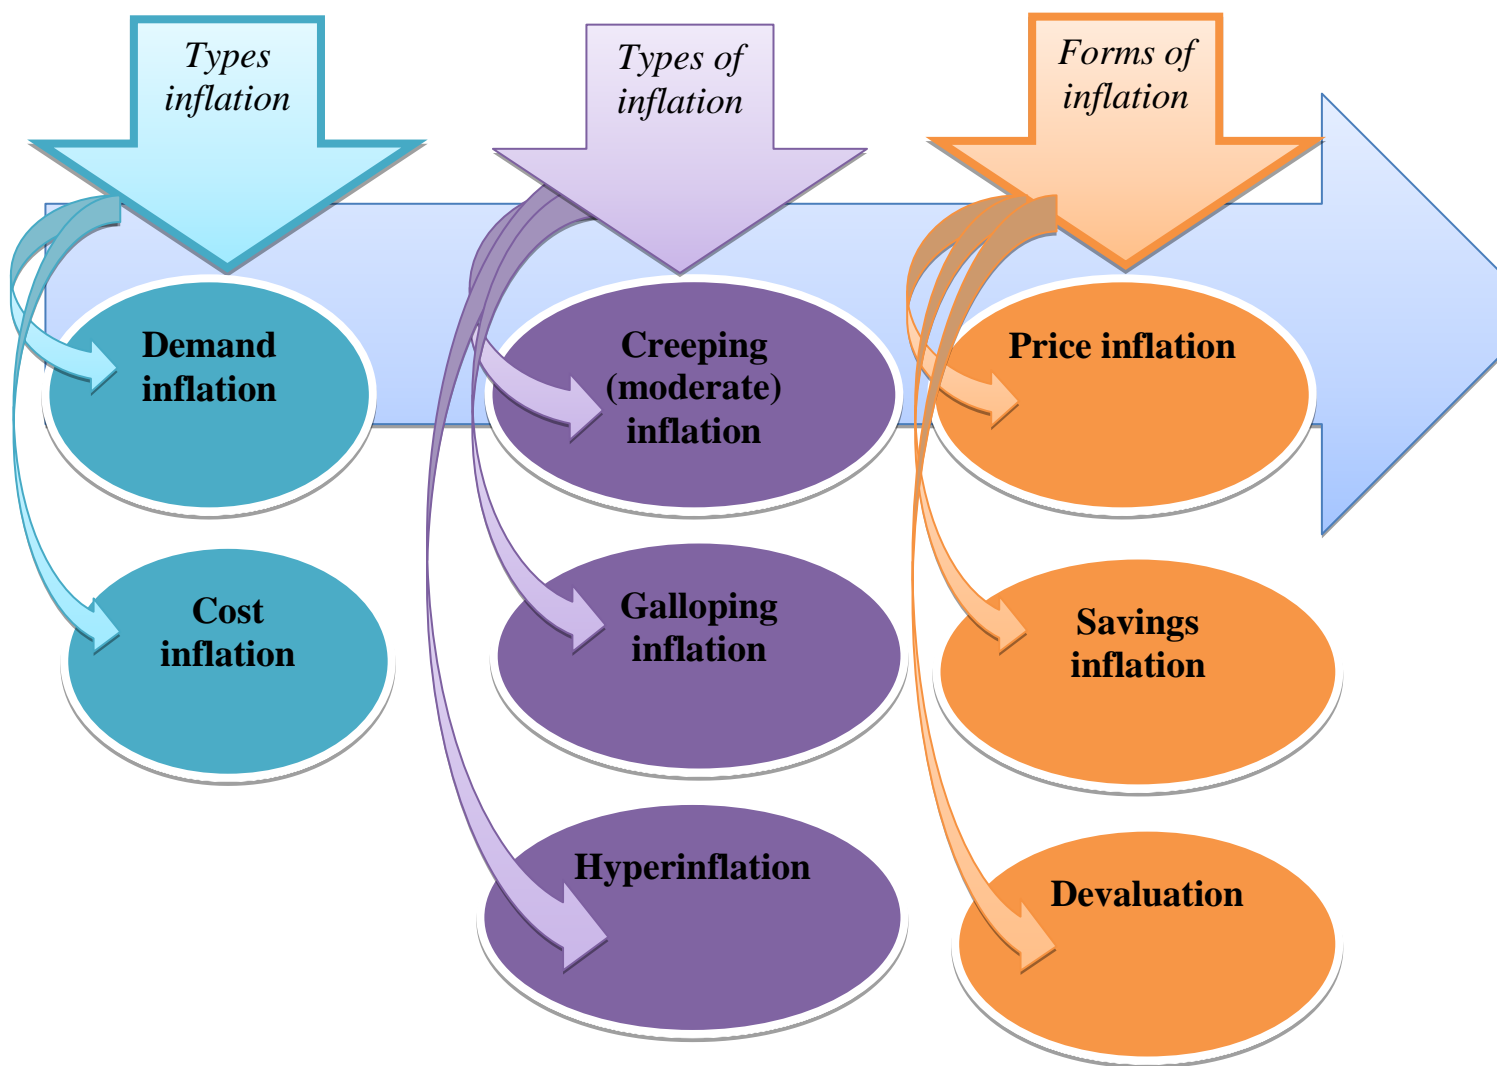 Types
inflation
Types of
inflation
Forms of
inflation
Demand
inflation
Creeping
(moderate)
inflation
Price inflation
Cost
inflation
Galloping
inflation
Savings
inflation
Hyperinflation
Devaluation